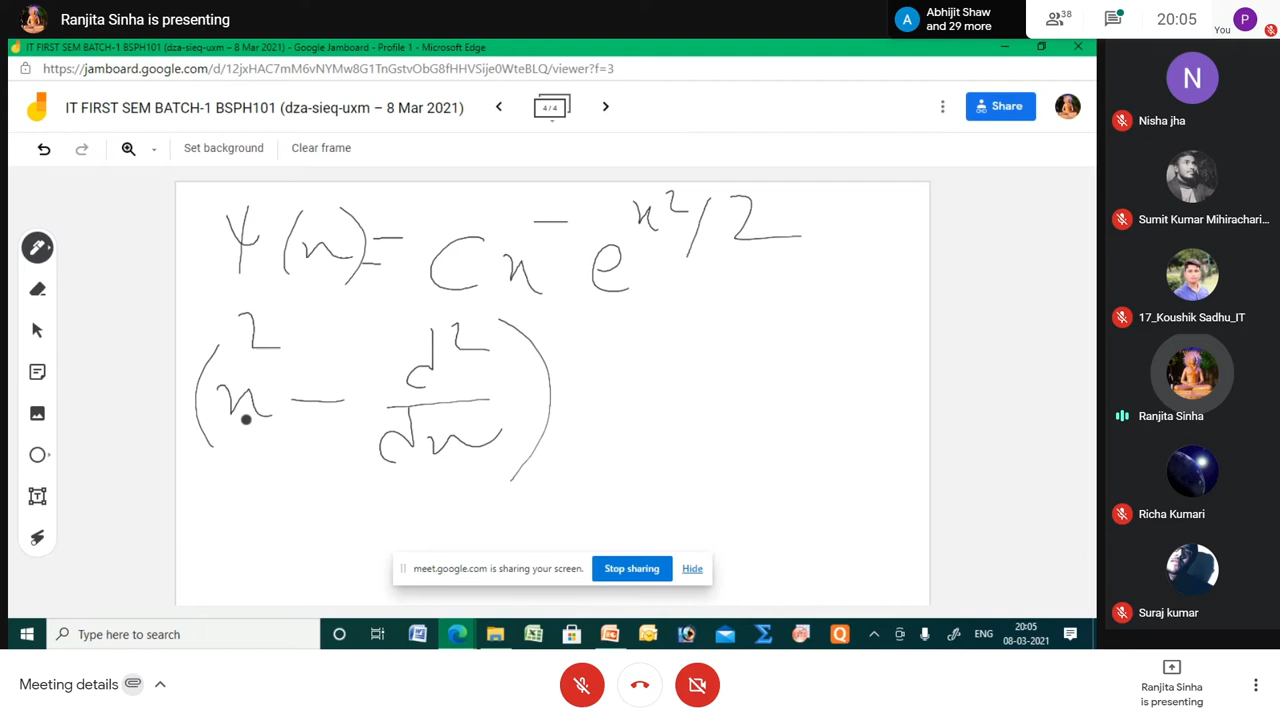 Ranjita Sinha is presenting
A
Abhijit Shaw
and 29 more
38
20:05
You
P
IT FIRST SEM BATCH-1 BSPH101 (dza-sieq-uxm – 8 Mar 2021) - Google Jamboard - Profile 1 - Microsoft Edge
https://jamboard.google.com/d/12jxHAC7mM6vNYMw8G1TnGstvObG8fHHVSije0WteBLQ/viewer?f=3
IT FIRST SEM BATCH-1 BSPH101 (dza-sieq-uxm – 8 Mar 2021)
4/4
Share
Set background
Clear frame
ψ(x) = C x e^{-x²/2}
(x² - d²/dx)
meet.google.com is sharing your screen.
Stop sharing
Hide
N
Nisha jha
Sumit Kumar Mihirachari...
17_Koushik Sadhu_IT
Ranjita Sinha
Richa Kumari
Suraj kumar
Type here to search
ENG
20:05
08-03-2021
Meeting details
Ranjita Sinha
is presenting